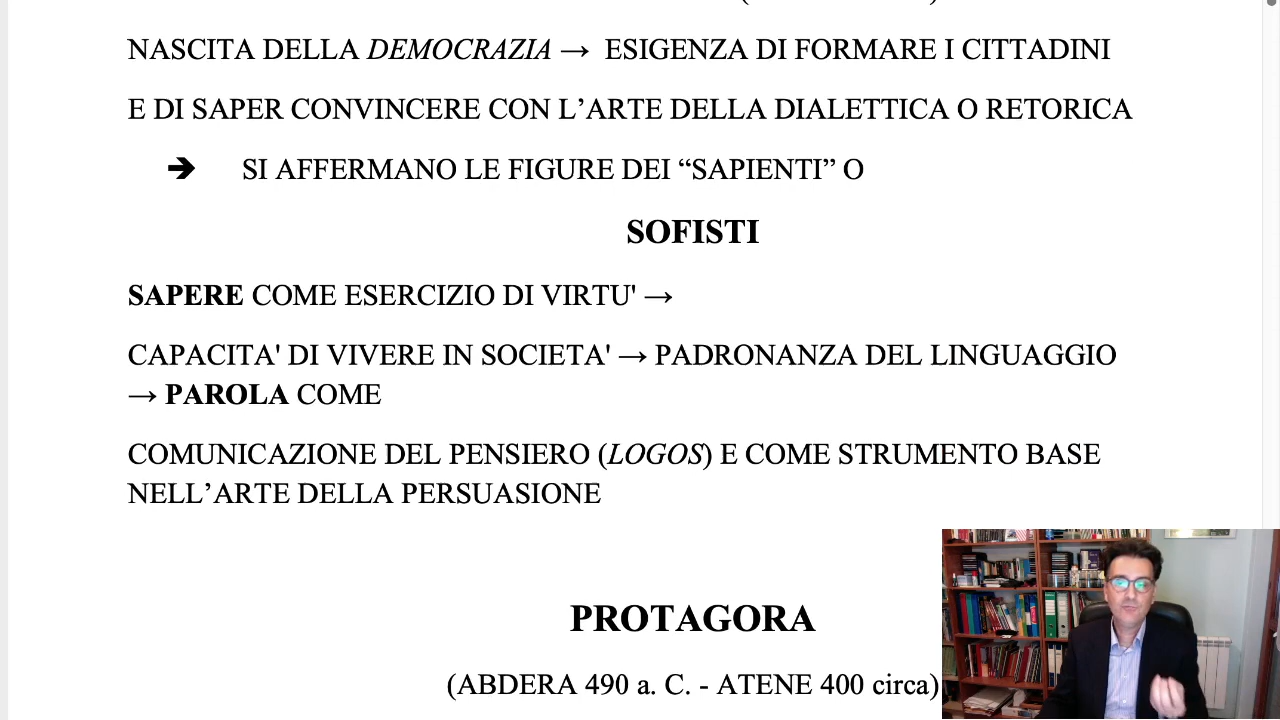 NASCITA DELLA DEMOCRAZIA → ESIGENZA DI FORMARE I CITTADINI
E DI SAPER CONVINCERE CON L’ARTE DELLA DIALETTICA O RETORICA
➔ SI AFFERMANO LE FIGURE DEI “SAPIENTI” O
SOFISTI
SAPERE COME ESERCIZIO DI VIRTU' →
CAPACITA' DI VIVERE IN SOCIETA' → PADRONANZA DEL LINGUAGGIO
→ PAROLA COME
COMUNICAZIONE DEL PENSIERO (LOGOS) E COME STRUMENTO BASE
NELL’ARTE DELLA PERSUASIONE
PROTAGORA
(ABDERA 490 a. C. - ATENE 400 circa)